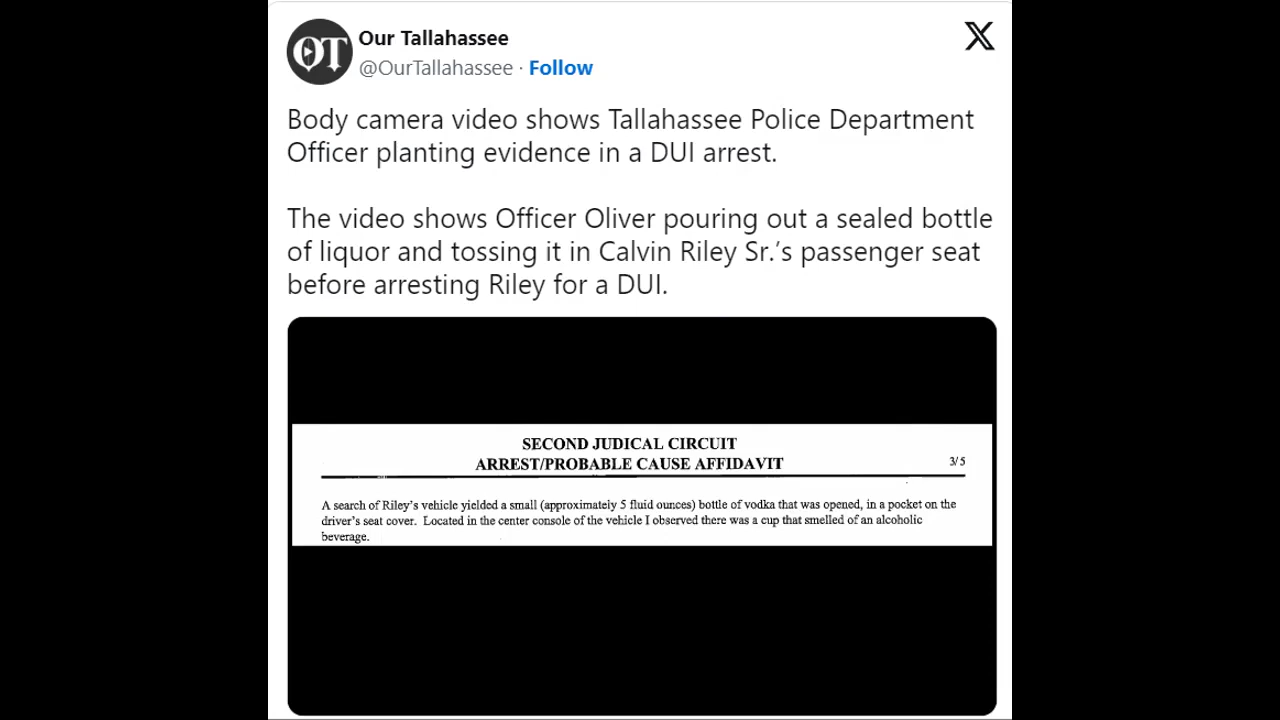 OT
Our Tallahassee
@OurTallahassee · Follow
X
Body camera video shows Tallahassee Police Department
Officer planting evidence in a DUI arrest.
The video shows Officer Oliver pouring out a sealed bottle
of liquor and tossing it in Calvin Riley Sr.’s passenger seat
before arresting Riley for a DUI.
SECOND JUDICAL CIRCUIT
ARREST/PROBABLE CAUSE AFFIDAVIT
3/5
A search of Riley's vehicle yielded a small (approximately 5 fluid ounces) bottle of vodka that was opened, in a pocket on the
driver's seat cover. Located in the center console of the vehicle I observed there was a cup that smelled of an alcoholic
beverage.